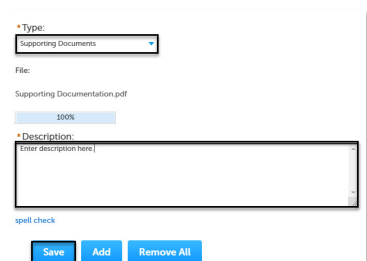 *Type:
Supporting Documents
File:
Supporting Documentation.pdf
100%
*Description:
Enter description here.
spell check
Save Add Remove All